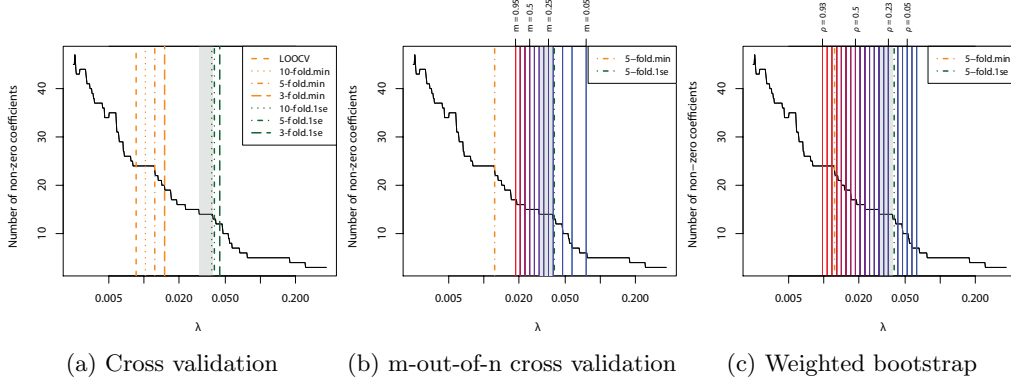 Number of non-zero coefficients
10 20 30 40
0.005 0.020 0.050 0.200
λ
LOOCV
10-fold.min
5-fold.min
3-fold.min
10-fold.1se
5-fold.1se
3-fold.1se
(a) Cross validation
m = 0.95
m = 0.5
m = 0.25
m = 0.05
Number of non-zero coefficients
10 20 30 40
0.005 0.020 0.050 0.200
λ
5-fold.min
5-fold.1se
(b) m-out-of-n cross validation
ρ = 0.93
ρ = 0.5
ρ = 0.23
ρ = 0.05
Number of non-zero coefficients
10 20 30 40
0.005 0.020 0.050 0.200
λ
5-fold.min
5-fold.1se
(c) Weighted bootstrap